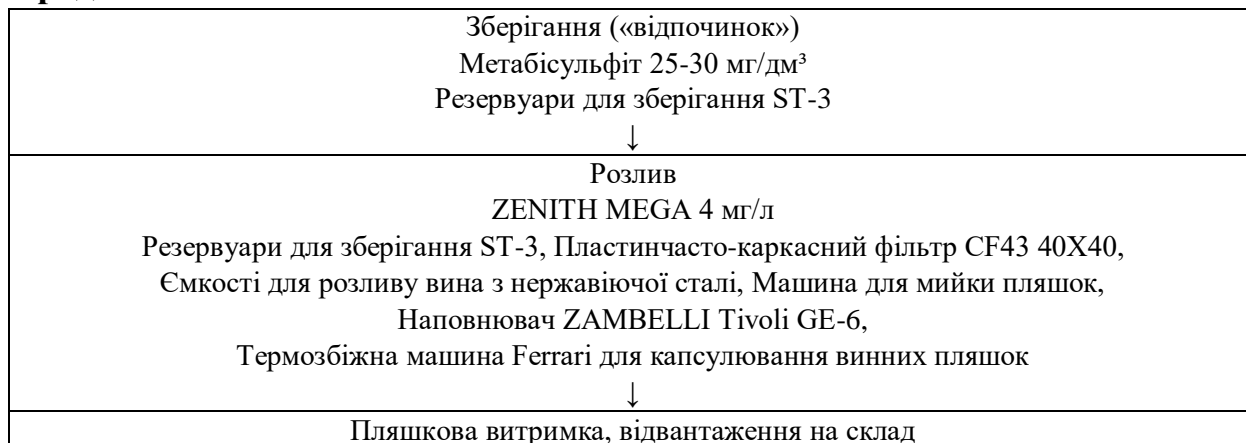 Зберігання («відпочинок»)
Метабісульфіт 25-30 мг/дм³
Резервуари для зберігання ST-3
↓
Розлив
ZENITH MEGA 4 мг/л
Резервуари для зберігання ST-3, Пластинчасто-каркасний фільтр CF43 40X40,
Ємкості для розливу вина з нержавіючої сталі, Машина для мийки пляшок,
Наповнювач ZAMBELLI Tivoli GE-6,
Термозбіжна машина Ferrari для капсулювання винних пляшок
↓
Пляшкова витримка, відвантаження на склад